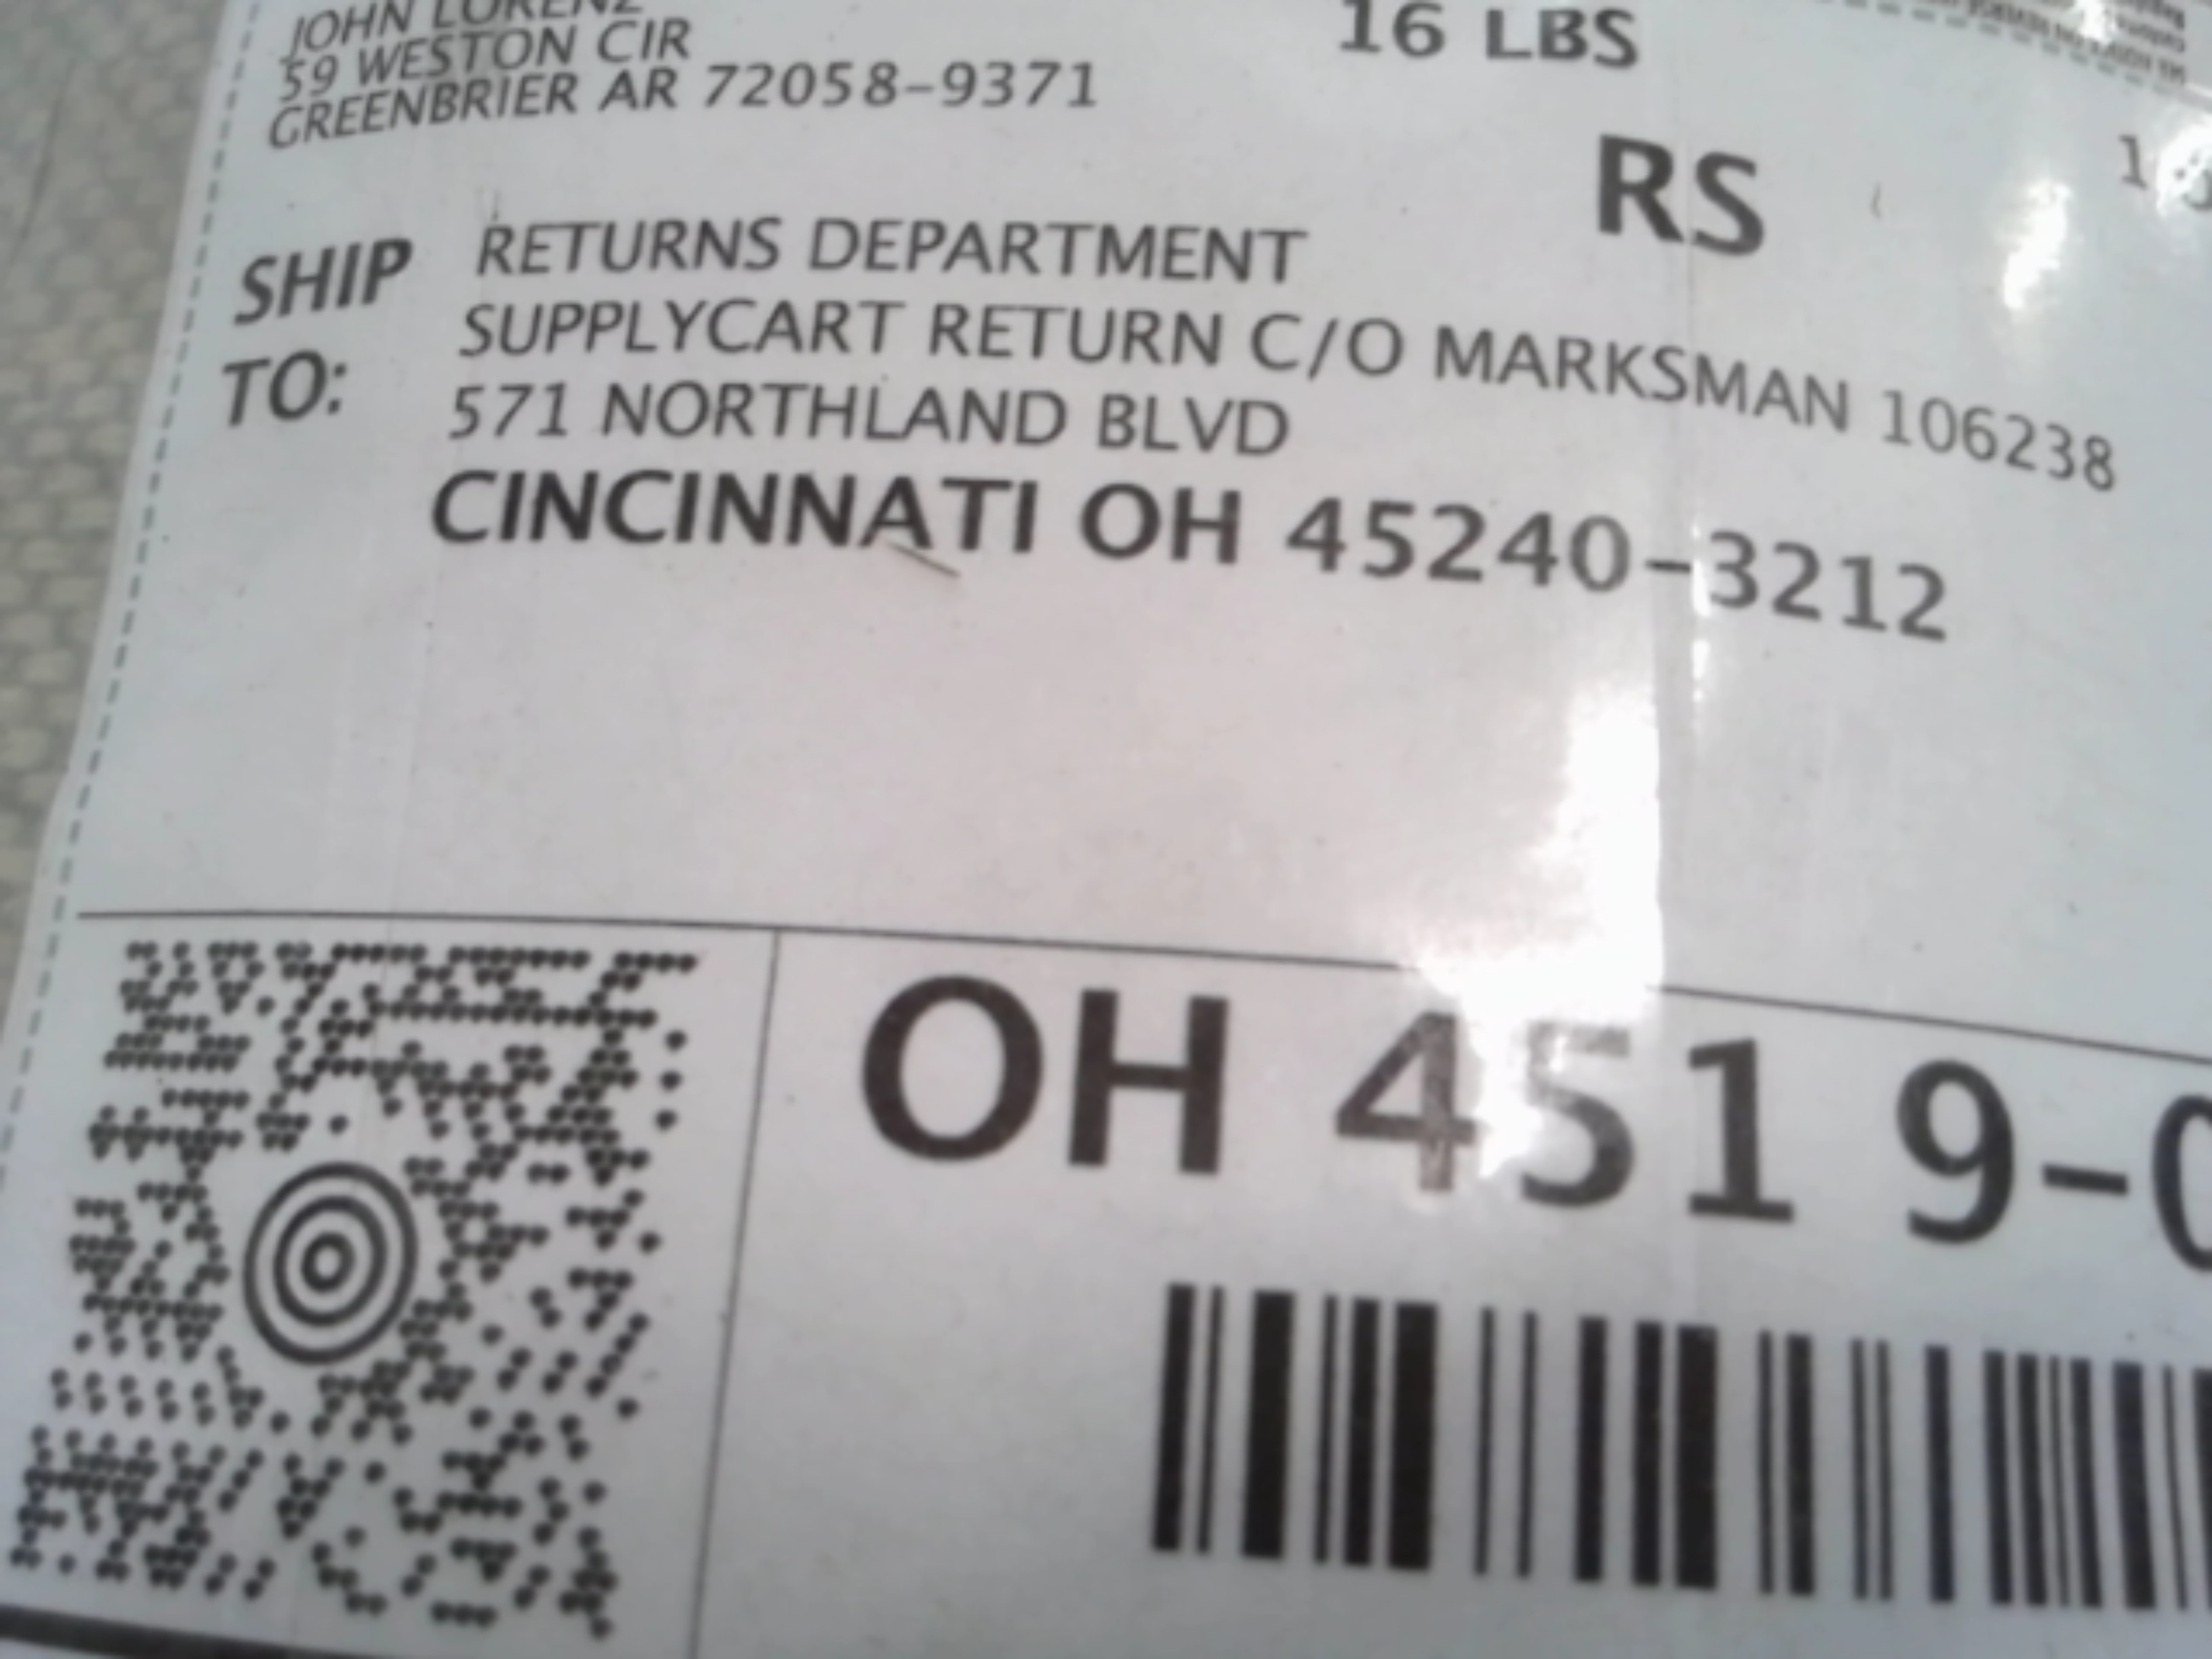 JOHN LORENZ
59 WESTON CIR
GREENBRIER AR 72058-9371
16 LBS
RS
SHIP TO:
RETURNS DEPARTMENT
SUPPLYCART RETURN C/O MARKSMAN 106238
571 NORTHLAND BLVD
CINCINNATI OH 45240-3212
OH 451 9-0